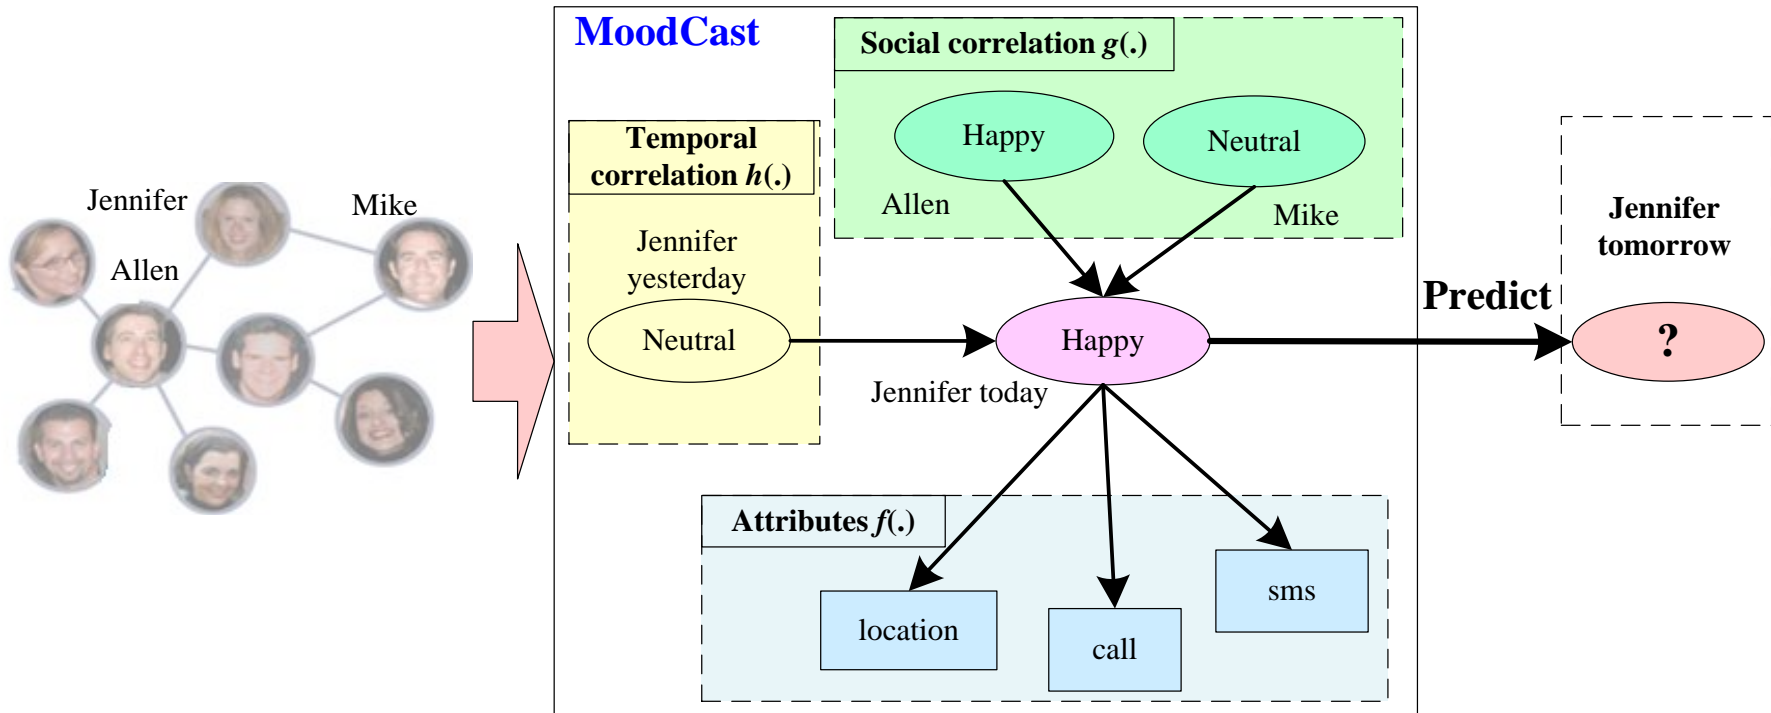 MoodCast
Social correlation g(.)
Happy
Neutral
Allen
Mike
Temporal
correlation h(.)
Jennifer
yesterday
Neutral
Happy
Jennifer today
Attributes f(.)
location
call
sms
Jennifer
Mike
Allen
Predict
Jennifer
tomorrow
?